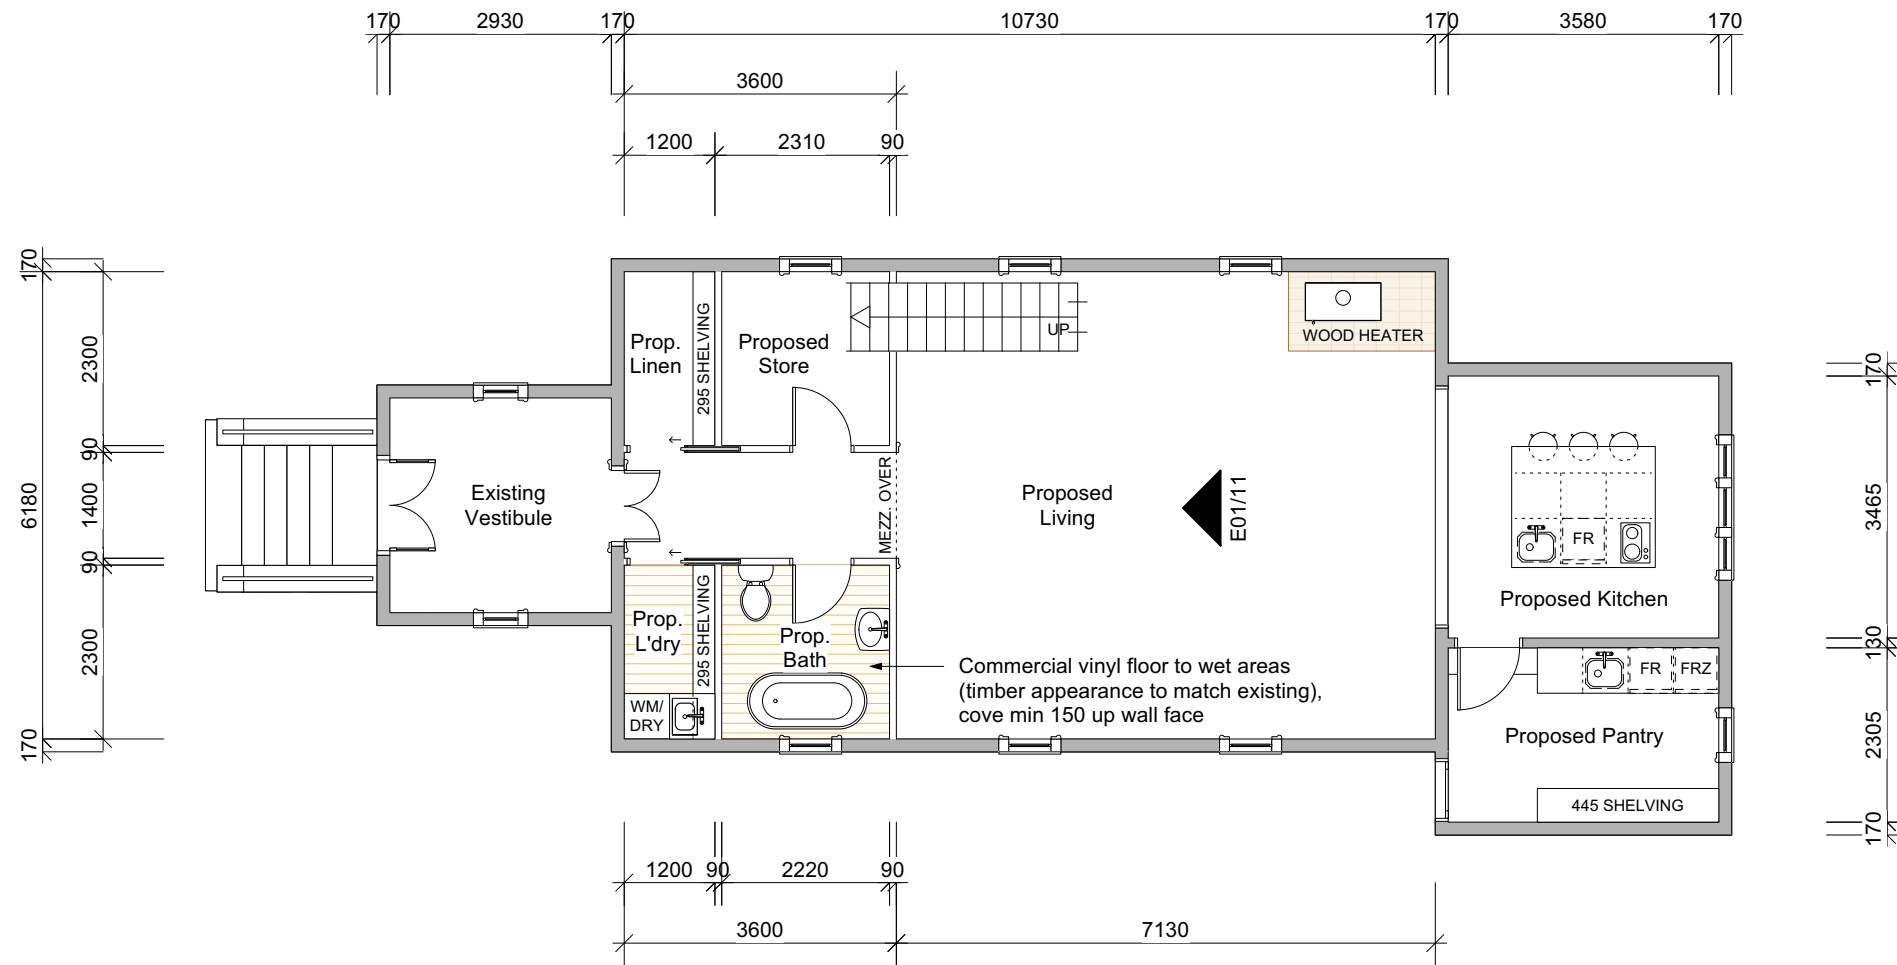 170 2930 170 10730 170 3580 170
3600
1200 2310 90
170
2300
90
1400
90
2300
170
6180
Prop.
Linen
295 SHELVING
Proposed
Store
UP
WOOD HEATER
Existing
Vestibule
MEZZ. OVER
Proposed
Living
E01/11
FR
Proposed Kitchen
Prop.
L'dry
295 SHELVING
WM/
DRY
Prop.
Bath
Commercial vinyl floor to wet areas
(timber appearance to match existing),
cove min 150 up wall face
FR FRZ
Proposed Pantry
445 SHELVING
170
3465
130
2305
170
1200 90 2220 90
3600 7130